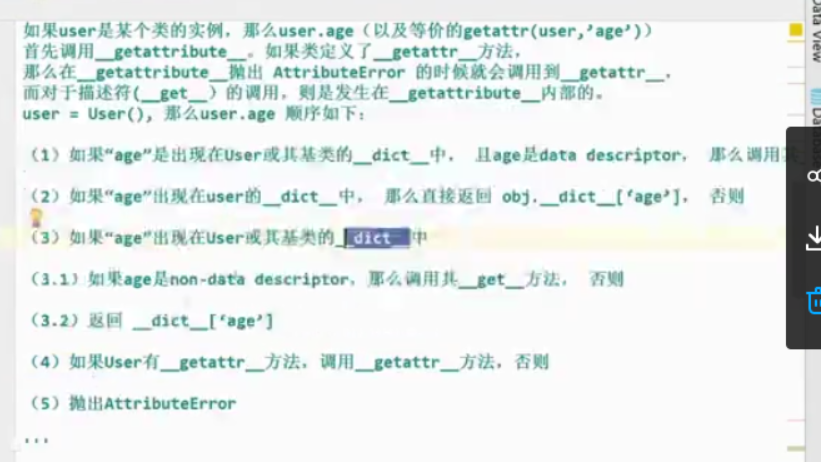 如果user是某个类的实例，那么user.age（以及等价的getattr(user,’age’)）
首先调用__getattribute__。如果类定义了__getattr__方法，
那么在__getattribute__抛出 AttributeError 的时候就会调用到__getattr__，
而对于描述符(__get__）的调用，则是发生在__getattribute__内部的。
user = User(), 那么user.age 顺序如下：
（1）如果“age”是出现在User或其基类的__dict__中， 且age是data descriptor， 那么调用其
（2）如果“age”出现在user的__dict__中， 那么直接返回 obj.__dict__[‘age’]， 否则
（3）如果“age”出现在User或其基类的__dict__中
（3.1）如果age是non-data descriptor，那么调用其__get__方法， 否则
（3.2）返回 __dict__[‘age’]
（4）如果User有__getattr__方法，调用__getattr__方法，否则
（5）抛出AttributeError
'''
Data View